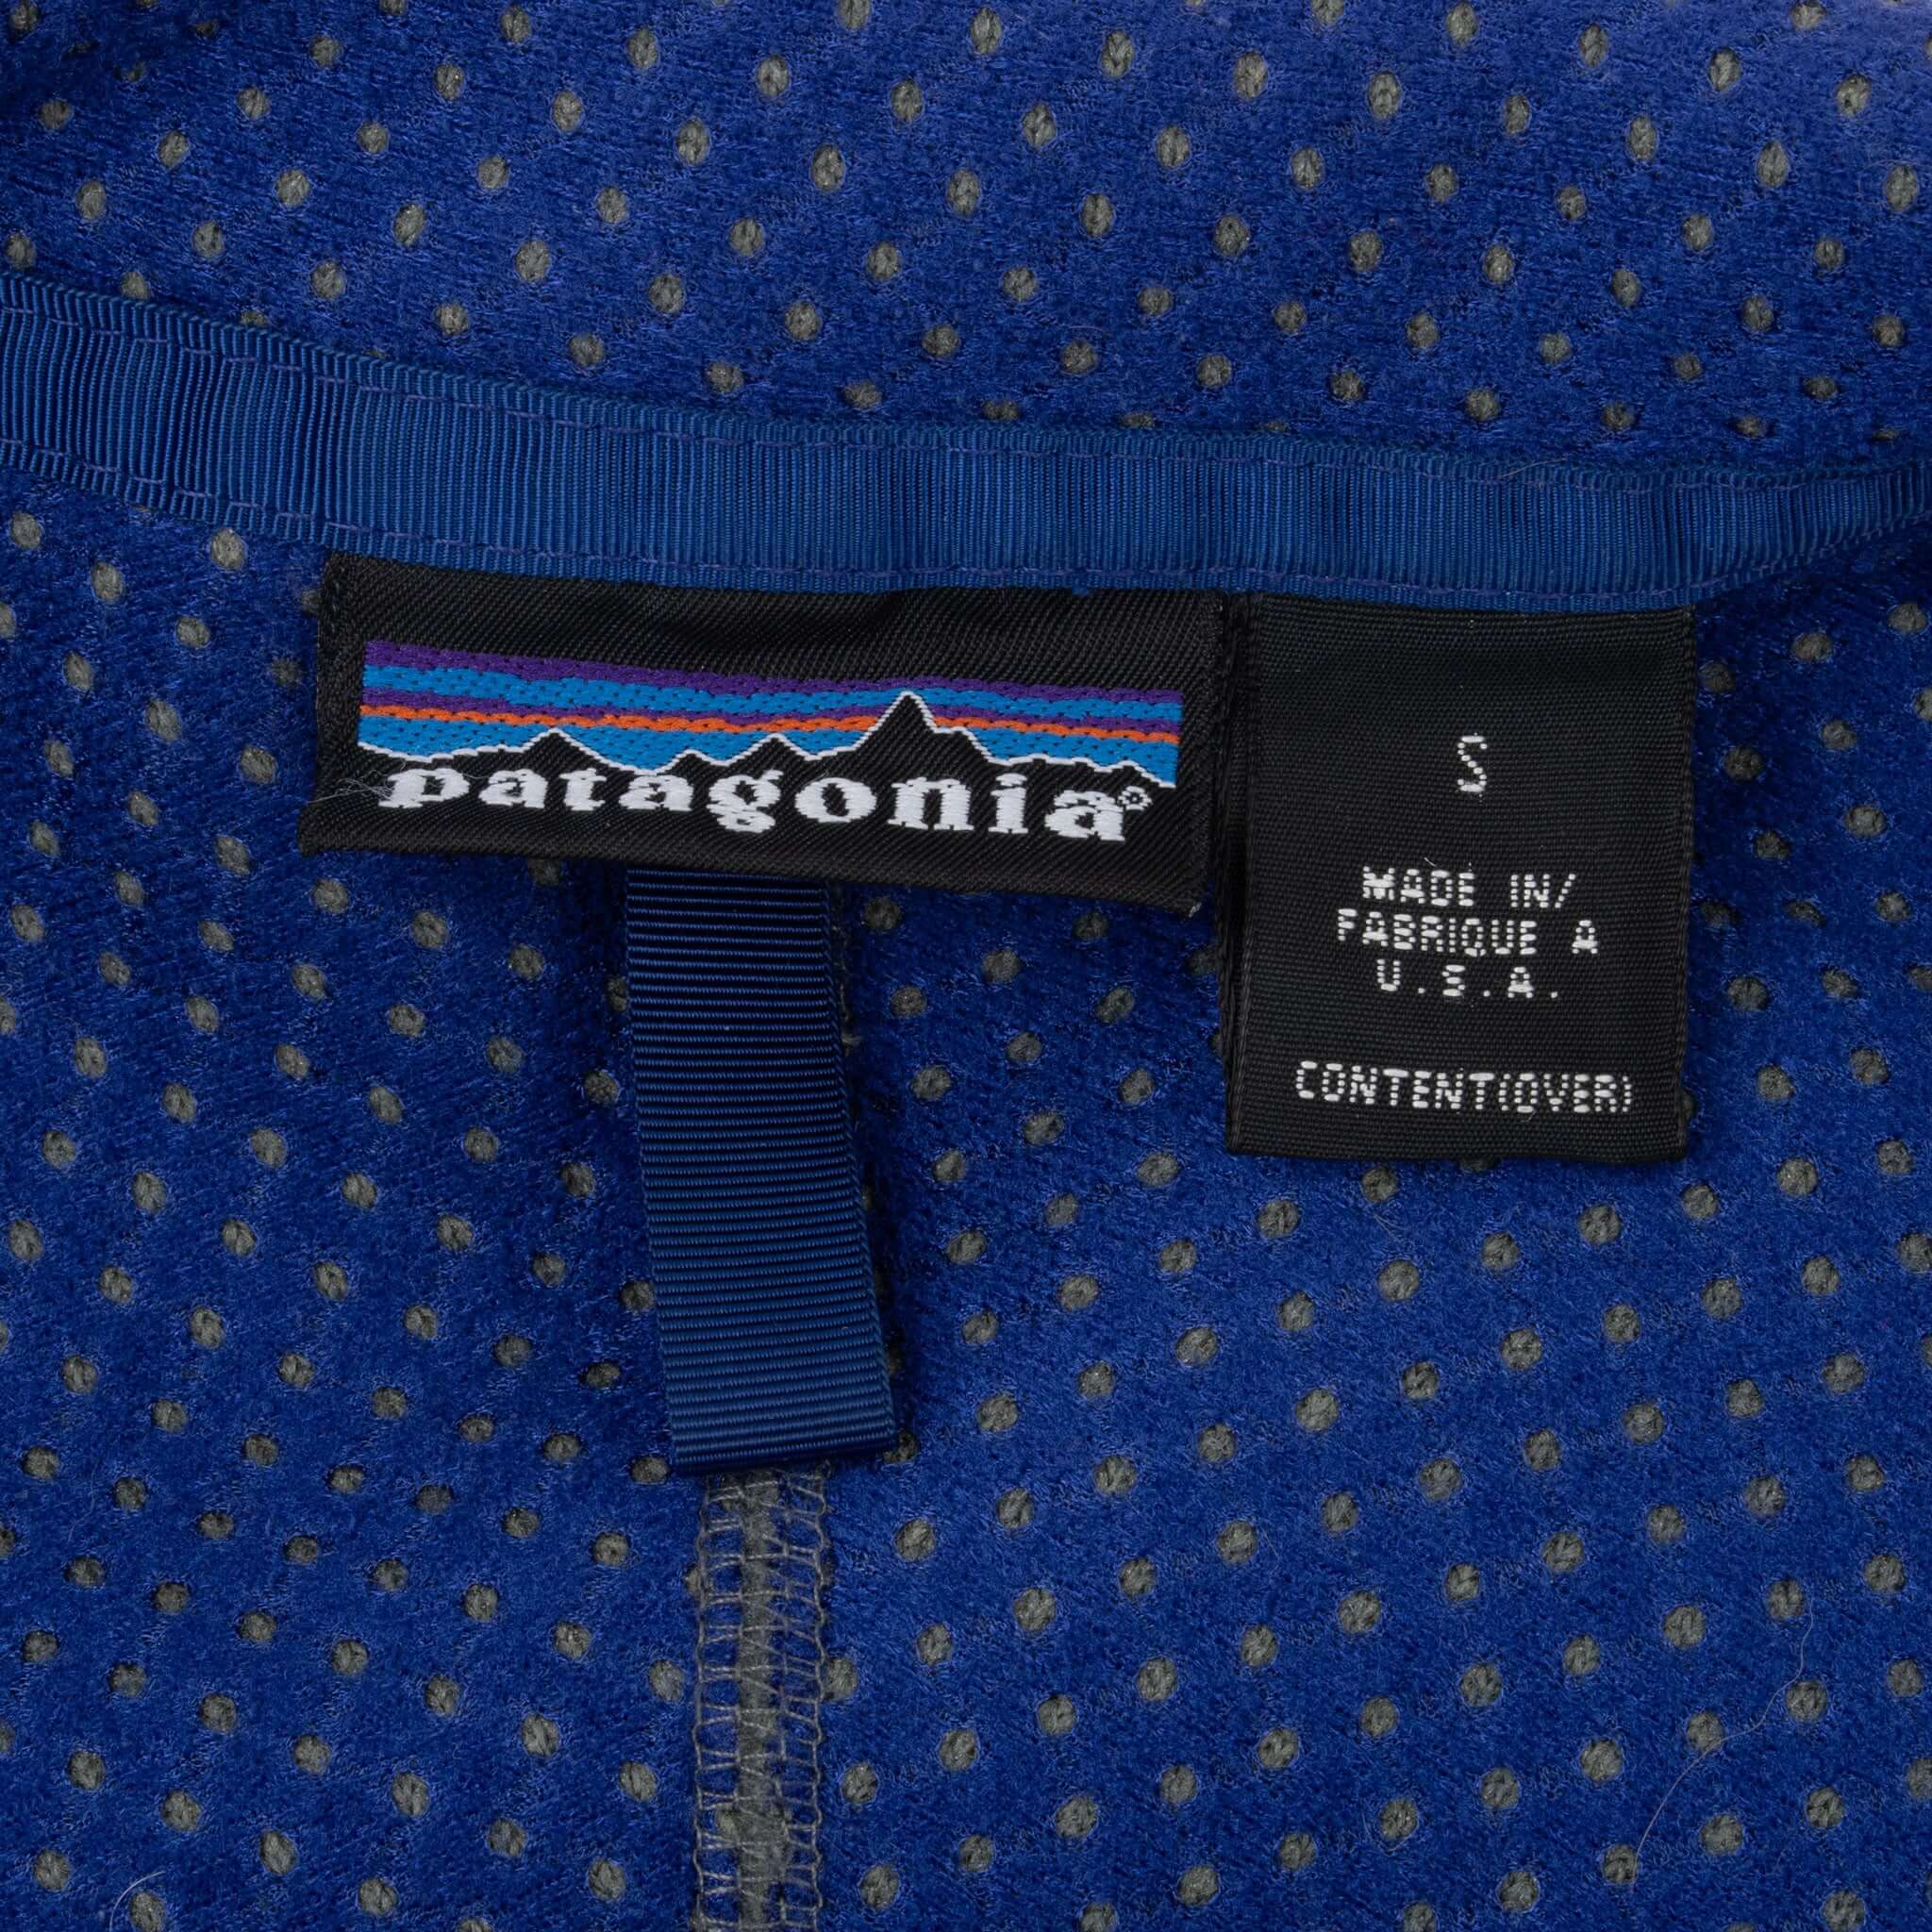 patagonia®
S
MADE IN/
FABRIQUE A
U.S.A.
CONTENT(OVER)